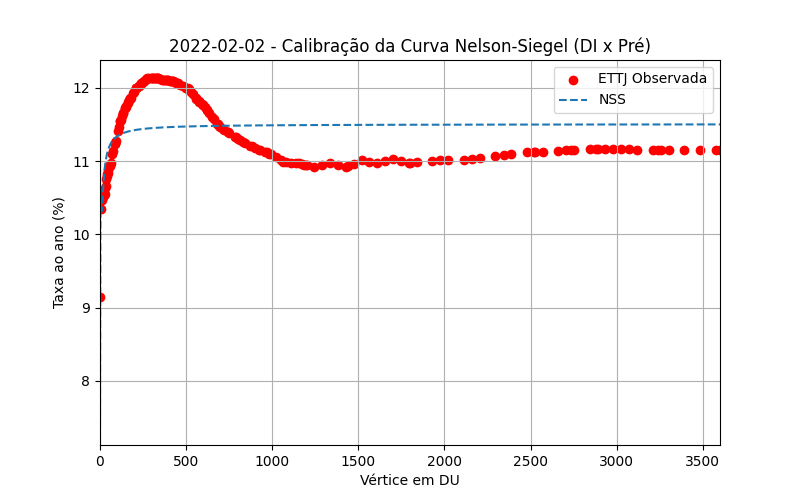 2022-02-02 - Calibração da Curva Nelson-Siegel (DI x Pré)
ETTJ Observada
NSS
Taxa ao ano (%)
12
11
10
9
8
0 500 1000 1500 2000 2500 3000 3500
Vértice em DU